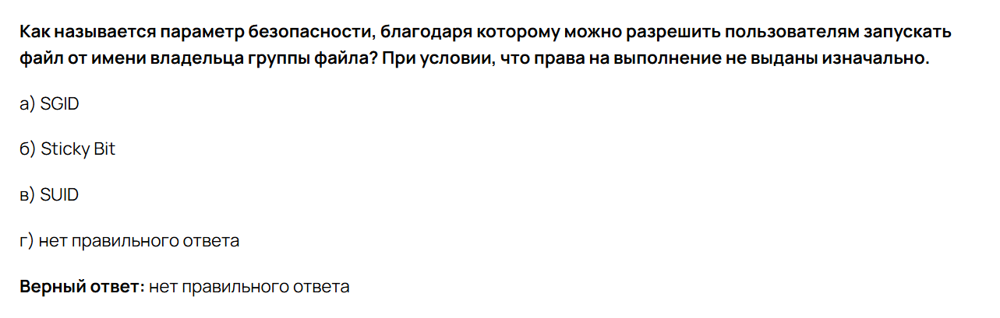 Как называется параметр безопасности, благодаря которому можно разрешить пользователям запускать
файл от имени владельца группы файла? При условии, что права на выполнение не выданы изначально.
а) SGID
б) Sticky Bit
в) SUID
г) нет правильного ответа
Верный ответ: нет правильного ответа